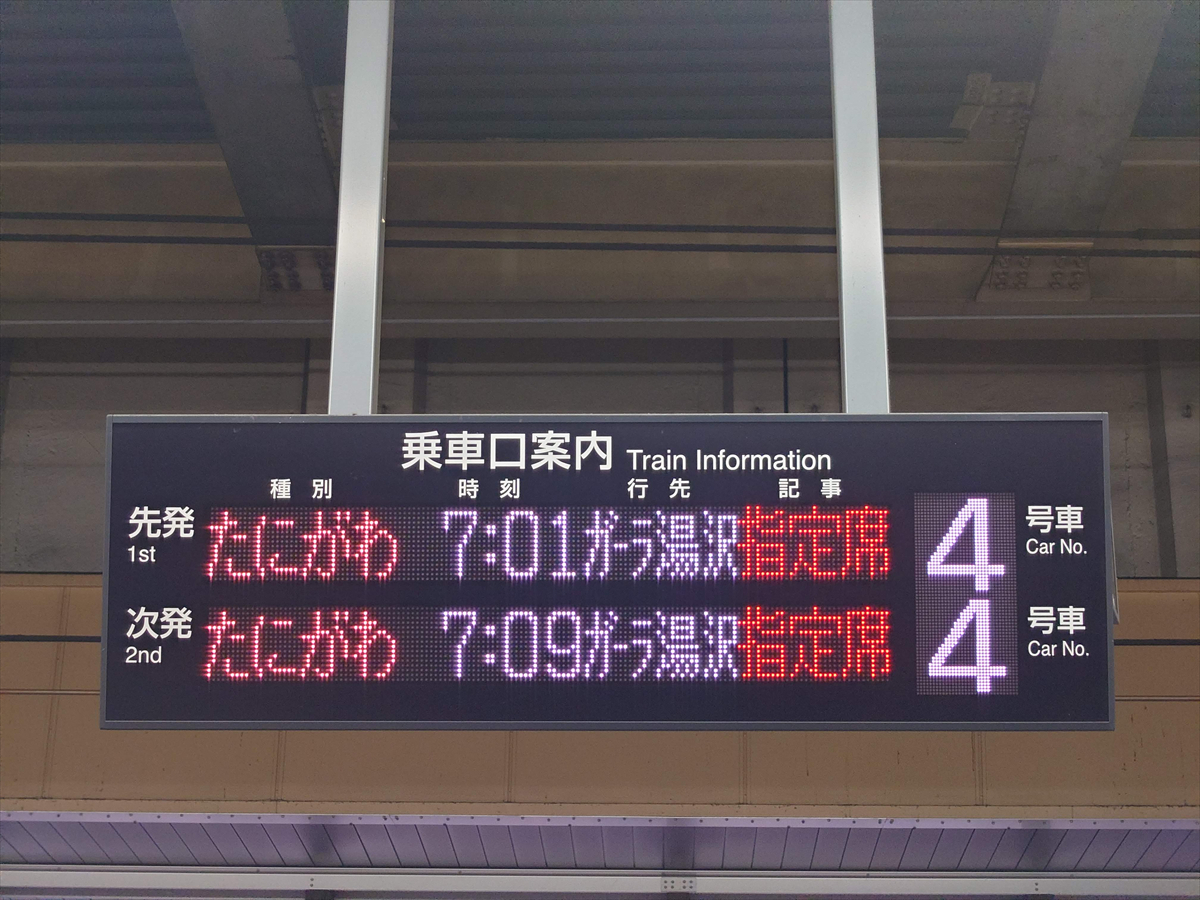 乗車口案内 Train Information
種別 時刻 行先 記事
先発 たにがわ 7:01 ガーラ湯沢 指定席 4 号車
1st Car No.
次発 たにがわ 7:09 ガーラ湯沢 指定席 4 号車
2nd Car No.